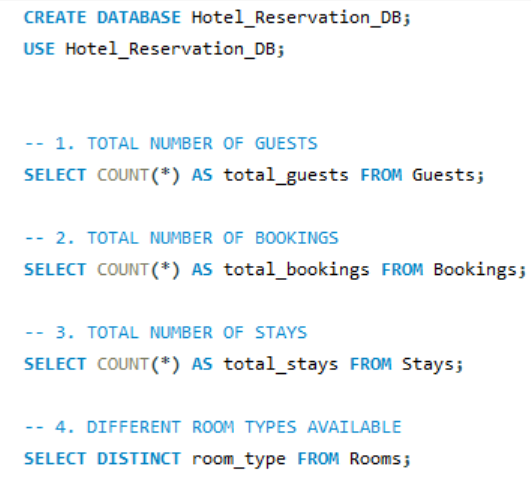 CREATE DATABASE Hotel_Reservation_DB;
USE Hotel_Reservation_DB;
-- 1. TOTAL NUMBER OF GUESTS
SELECT COUNT(*) AS total_guests FROM Guests;
-- 2. TOTAL NUMBER OF BOOKINGS
SELECT COUNT(*) AS total_bookings FROM Bookings;
-- 3. TOTAL NUMBER OF STAYS
SELECT COUNT(*) AS total_stays FROM Stays;
-- 4. DIFFERENT ROOM TYPES AVAILABLE
SELECT DISTINCT room_type FROM Rooms;